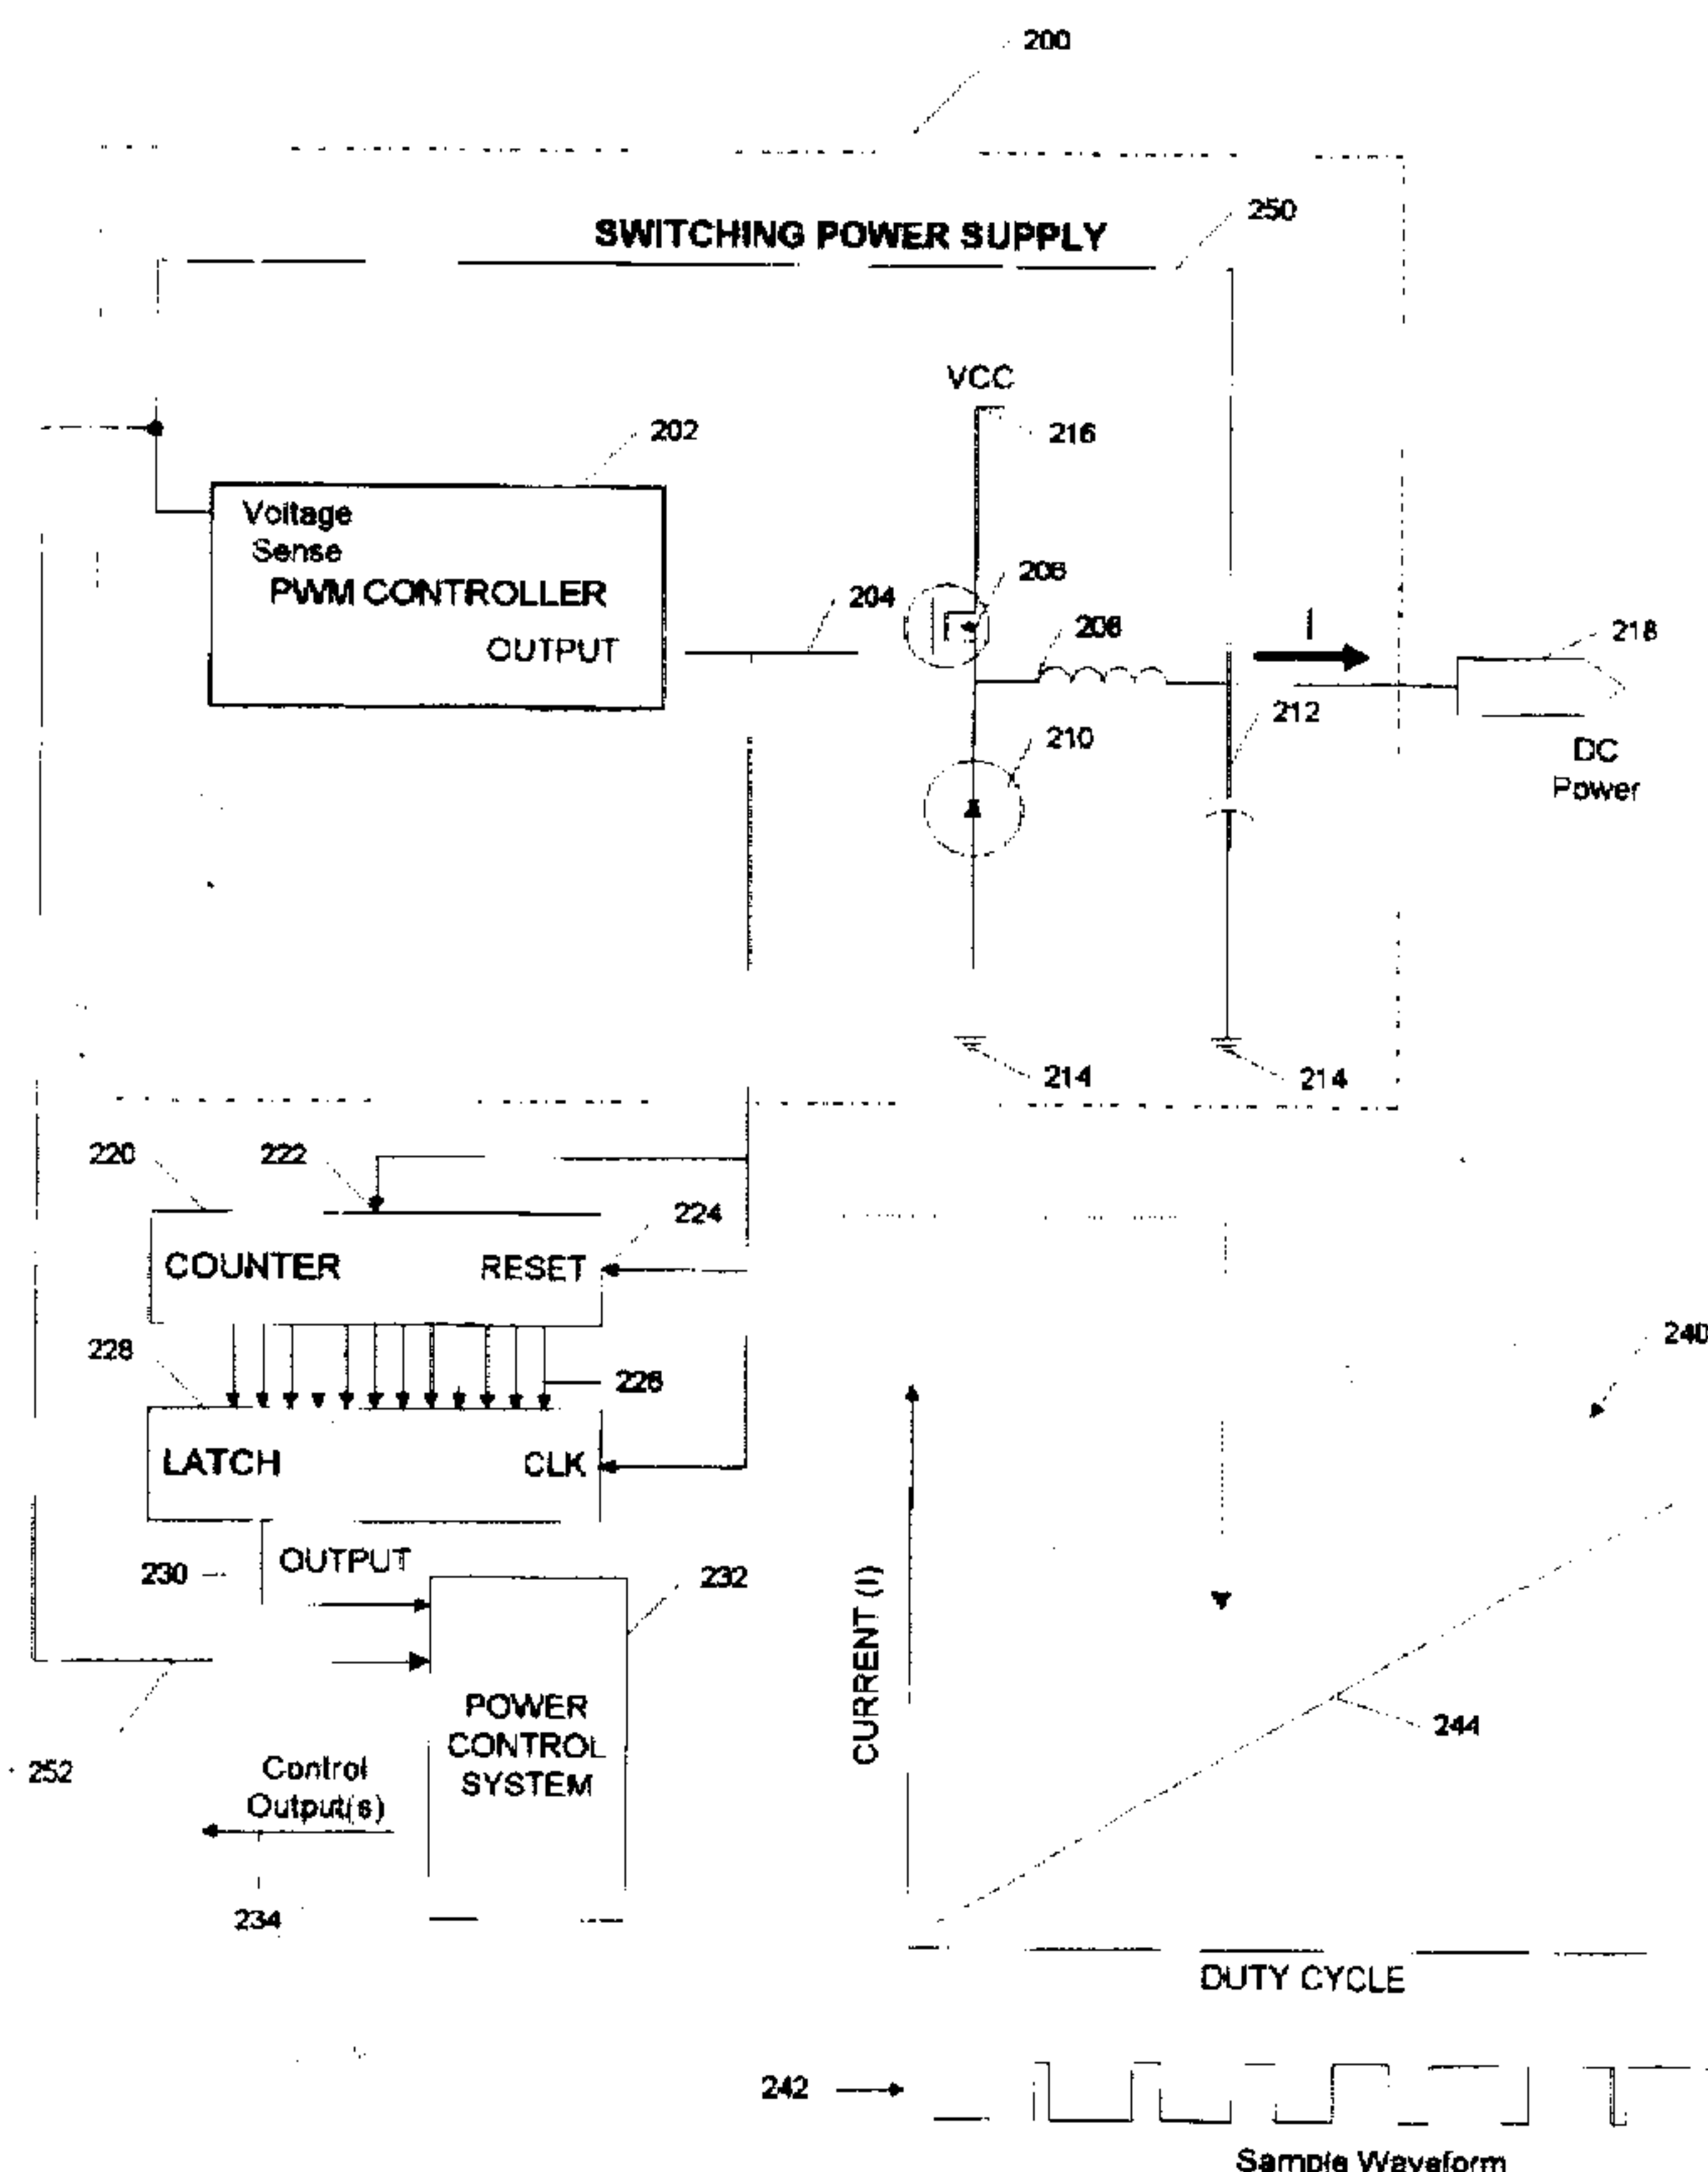 200
SWITCHING POWER SUPPLY
250
VCC
216
202
Voltage
Sense
PWM CONTROLLER
OUTPUT
204
206
208
I
218
210
212
DC
Power
214
214
220
222
224
COUNTER
RESET
228
226
240
LATCH
CLK
OUTPUT
230
232
CURRENT (I)
POWER
CONTROL
SYSTEM
244
252
Control
Output(s)
234
DUTY CYCLE
242
Sample Waveform